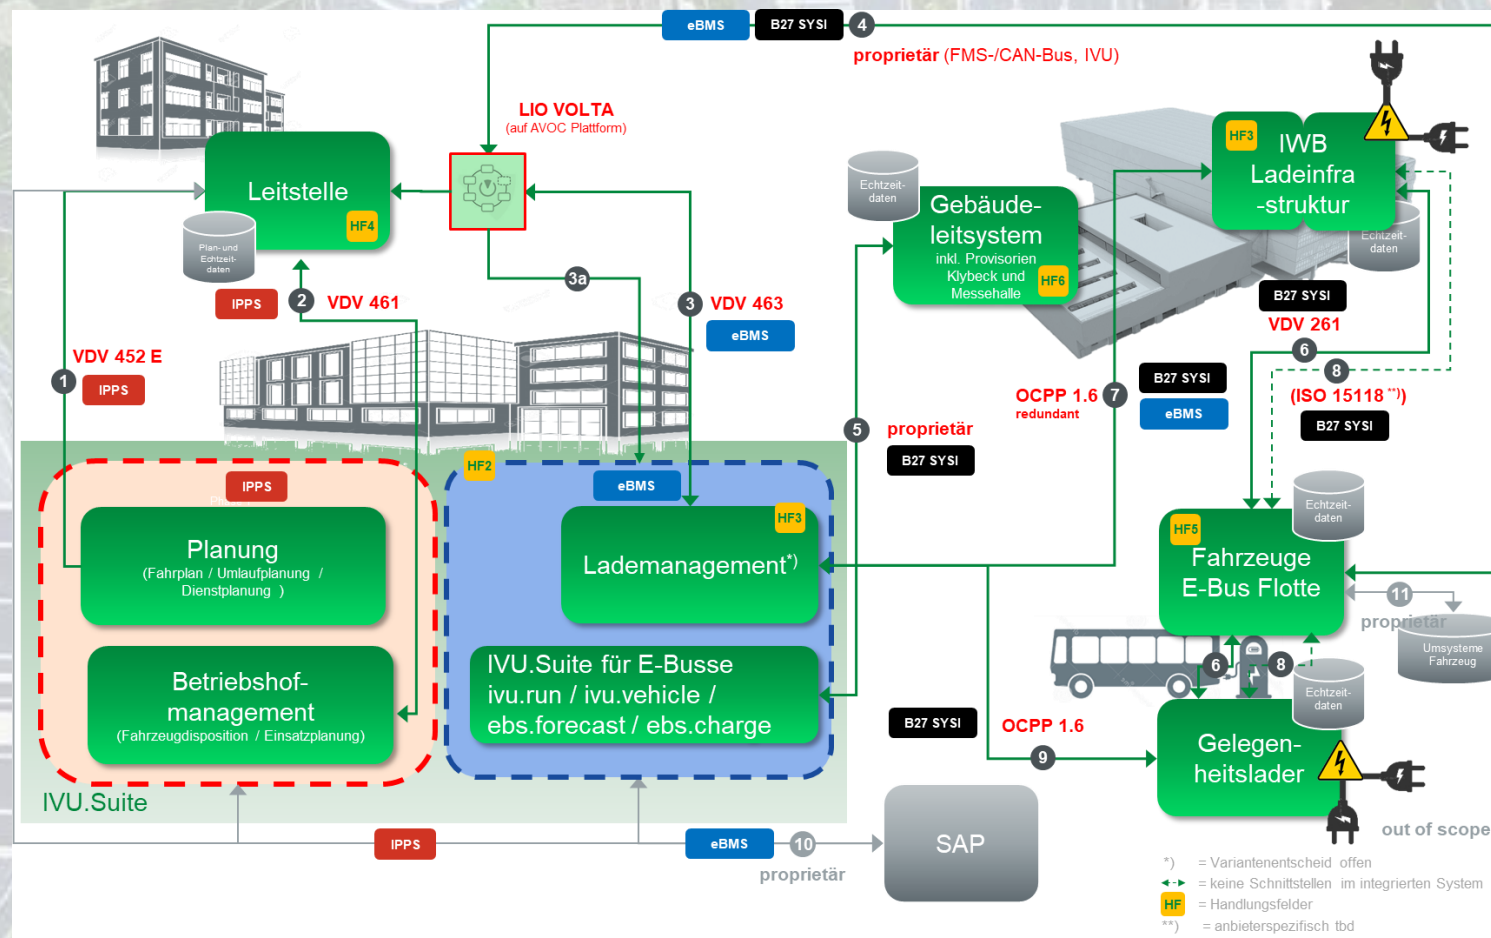 eBMS
B27 SYSI
4
proprietär (FMS-/CAN-Bus, IVU)
LIO VOLTA
(auf AVOC Plattform)
Leitstelle
HF4
Plan- und
Echtzeit-
daten
IPPS
2
VDV 461
3a
3
VDV 463
eBMS
VDV 452 E
1
IPPS
Echtzeit-
daten
Gebäude-
leitsystem
inkl. Provisorien
Klybeck und
Messehalle
HF6
HF3
IWB
Ladeinfra
-struktur
Echtzeit-
daten
B27 SYSI
VDV 261
6
8
(ISO 15118 **))
B27 SYSI
OCPP 1.6
redundant
7
B27 SYSI
eBMS
5
proprietär
B27 SYSI
HF2
IPPS
eBMS
Planung
(Fahrplan / Umlaufplanung /
Dienstplanung )
HF3
Lademanagement*)
Betriebshof-
management
(Fahrzeugdisposition / Einsatzplanung)
IVU.Suite für E-Busse
ivu.run / ivu.vehicle /
ebs.forecast / ebs.charge
IVU.Suite
Echtzeit-
daten
HF5
Fahrzeuge
E-Bus Flotte
11
proprietär
Umsysteme
Fahrzeug
6
8
Echtzeit-
daten
B27 SYSI
OCPP 1.6
9
Gelegen-
heitslader
out of scope
IPPS
eBMS
10
proprietär
SAP
*) = Variantenentscheid offen
= keine Schnittstellen im integrierten System
HF = Handlungsfelder
**) = anbieterspezifisch tbd